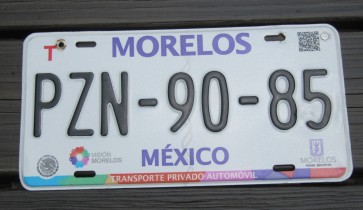 T MORELOS
PZN-90-85
VISIÓN
MORELOS
MÉXICO
MORELOS
TRANSPORTE PRIVADO AUTOMÓVIL